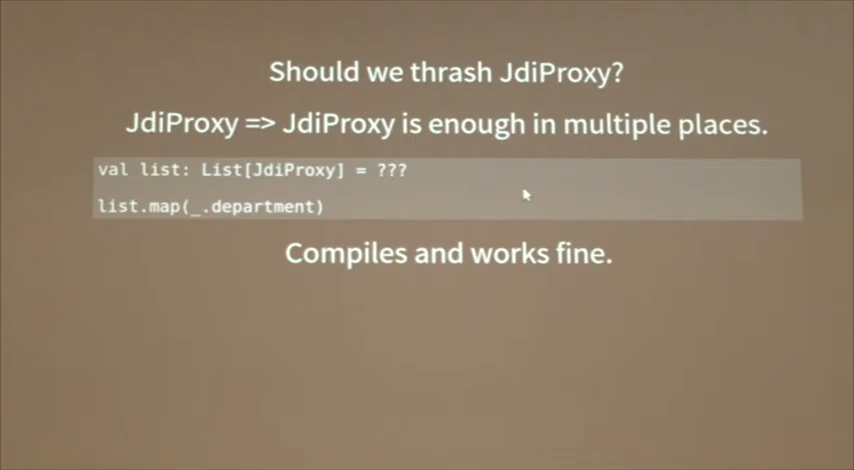 Should we thrash JdiProxy?
JdiProxy => JdiProxy is enough in multiple places.
val list: List[JdiProxy] = ???
list.map(_.department)
Compiles and works fine.